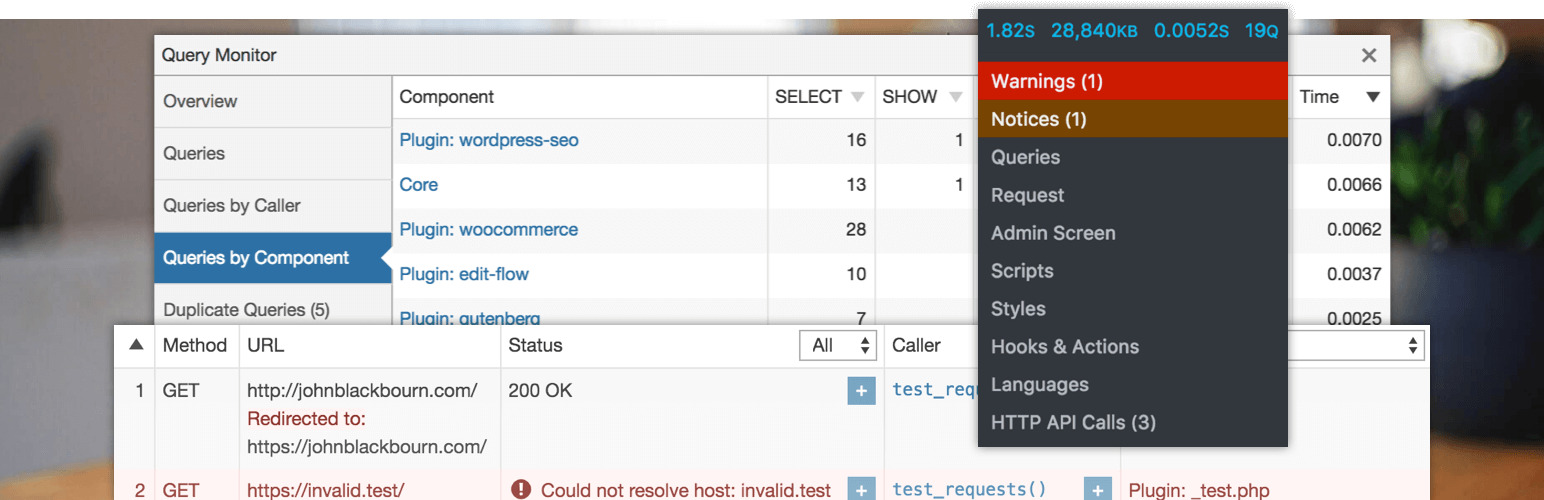 1.82s 28,840KB 0.0052s 19Q
Query Monitor ×
Overview
Queries
Queries by Caller
Queries by Component
Duplicate Queries (5)
Component SELECT SHOW Time
Plugin: wordpress-seo 16 1 0.0070
Core 13 1 0.0066
Plugin: woocommerce 28 0.0062
Plugin: edit-flow 10 0.0037
Plugin: gutenberg 7 0.0025
Warnings (1)
Notices (1)
Queries
Request
Admin Screen
Scripts
Styles
Hooks & Actions
Languages
HTTP API Calls (3)
Method URL Status All Caller
1 GET http://johnblackbourn.com/ 200 OK + test_req
Redirected to:
https://johnblackbourn.com/
2 GET https://invalid.test/ Could not resolve host: invalid.test + test_requests() + Plugin: _test.php